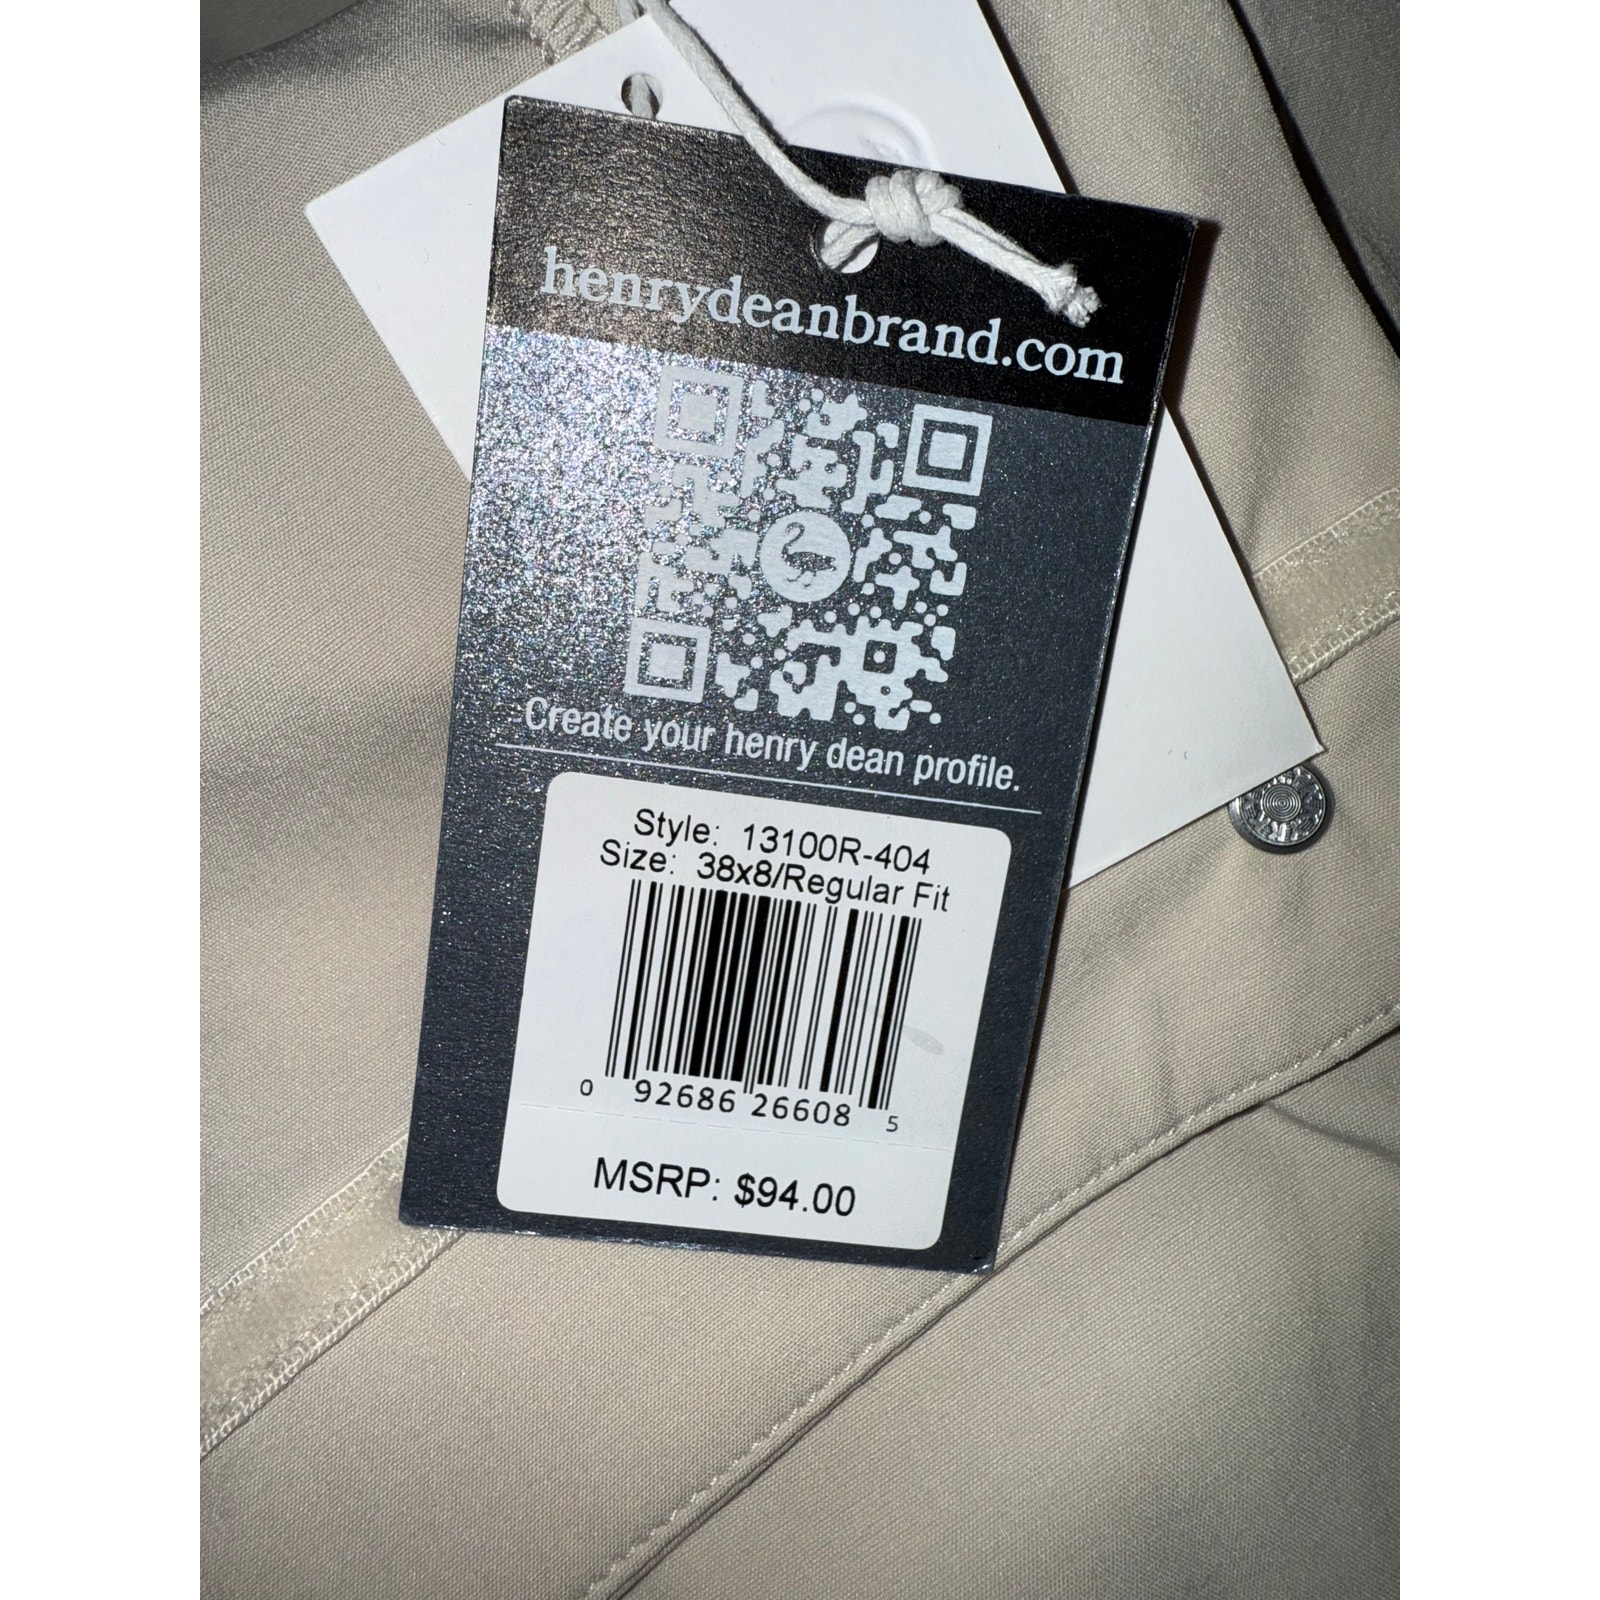 henrydeanbrand.com
Create your henry dean profile.
Style: 13100R-404
Size: 38x8/Regular Fit
0 92686 26608 5
MSRP: $94.00